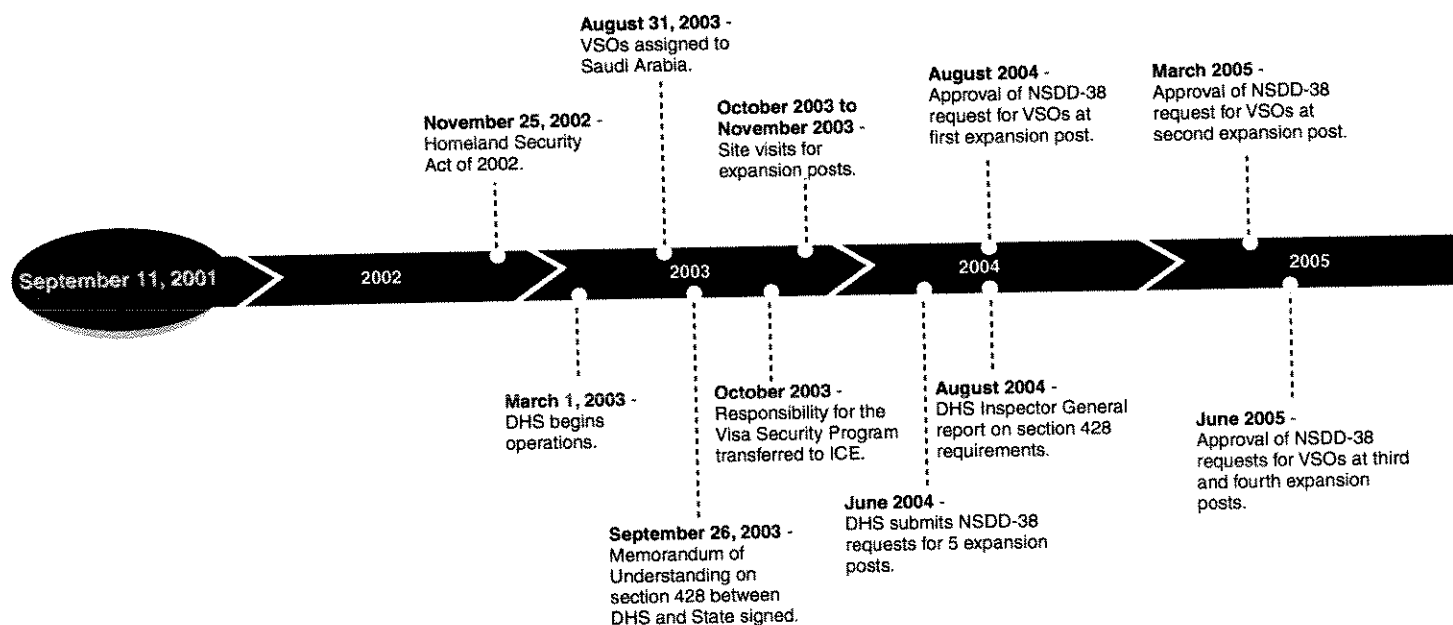 August 31, 2003 -
VSOs assigned to
Saudi Arabia.
November 25, 2002 -
Homeland Security
Act of 2002.
October 2003 to
November 2003 -
Site visits for
expansion posts.
August 2004 -
Approval of NSDD-38
request for VSOs at
first expansion post.
March 2005 -
Approval of NSDD-38
request for VSOs at
second expansion post.
September 11, 2001
2002
2003
2004
2005
March 1, 2003 -
DHS begins
operations.
September 26, 2003 -
Memorandum of
Understanding on
section 428 between
DHS and State signed.
October 2003 -
Responsibility for the
Visa Security Program
transferred to ICE.
June 2004 -
DHS submits NSDD-38
requests for 5 expansion
posts.
August 2004 -
DHS Inspector General
report on section 428
requirements.
June 2005 -
Approval of NSDD-38
requests for VSOs at third
and fourth expansion
posts.